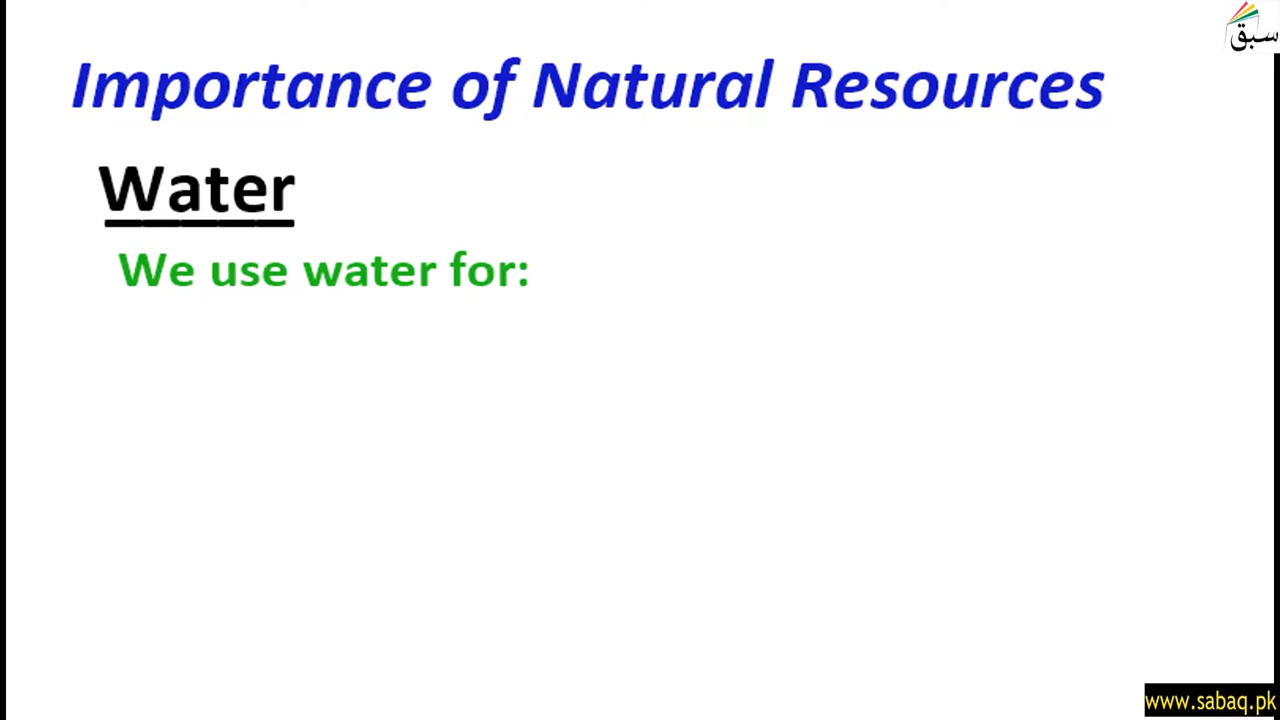 سبق
Importance of Natural Resources
Water
We use water for:
www.sabaq.pk